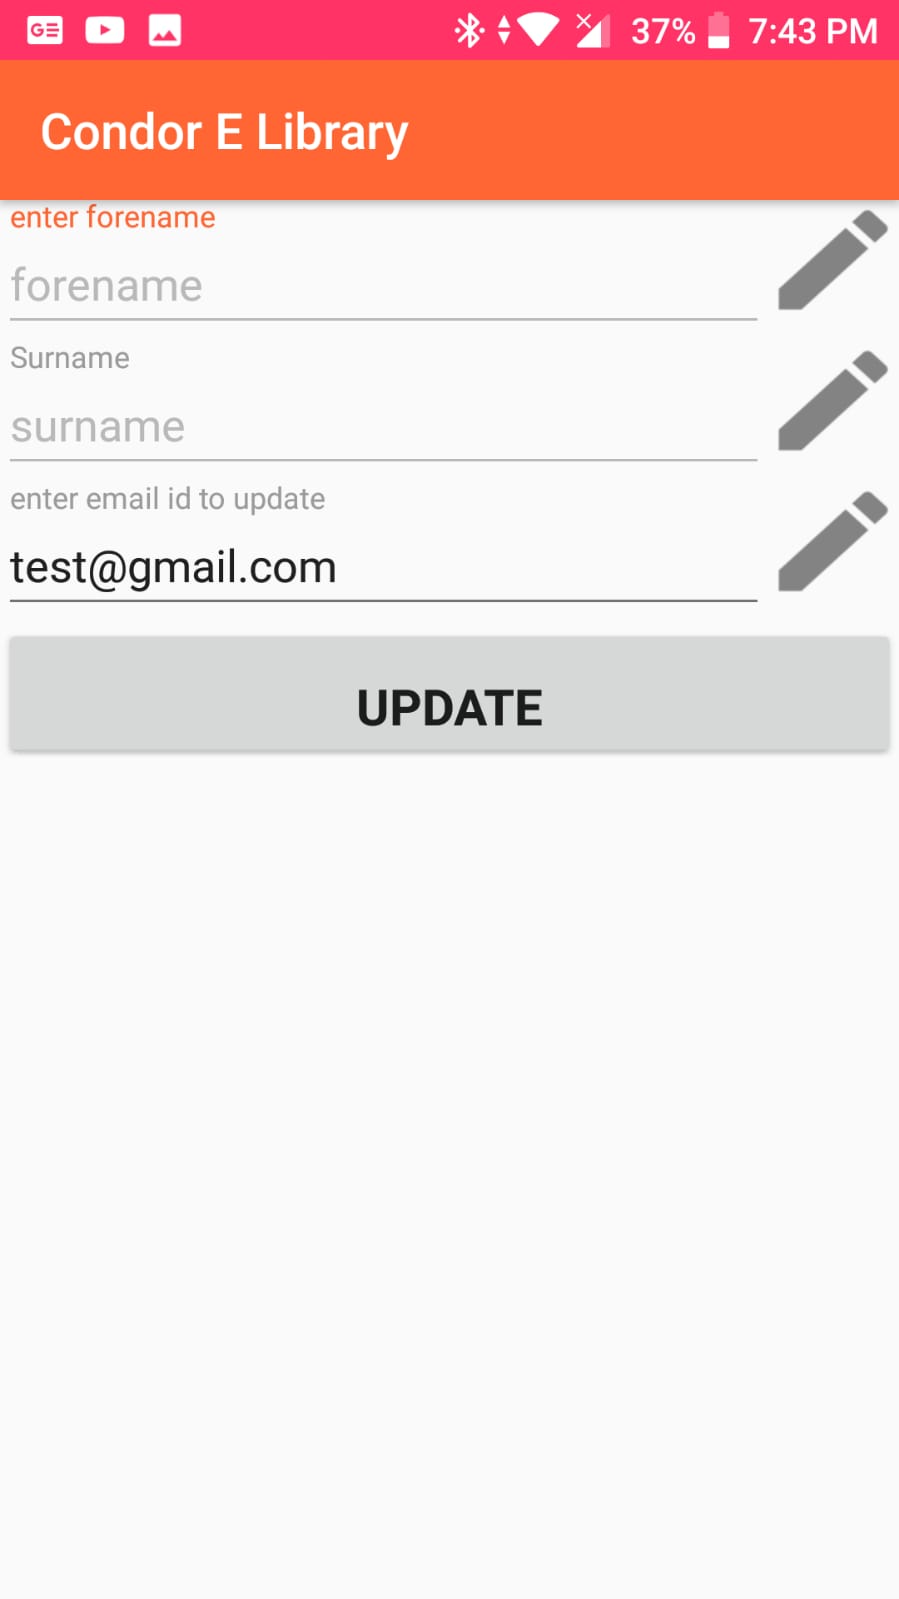 GE 37% 7:43 PM
Condor E Library
enter forename
forename
Surname
surname
enter email id to update
test@gmail.com
UPDATE